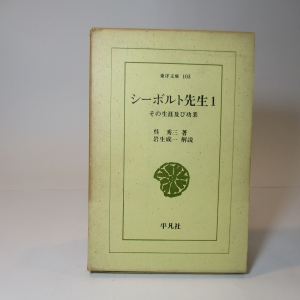 東洋文庫 103
シーボルト先生 1
その生涯及び功業
呉 秀三 著
岩生成一 解説
平凡社